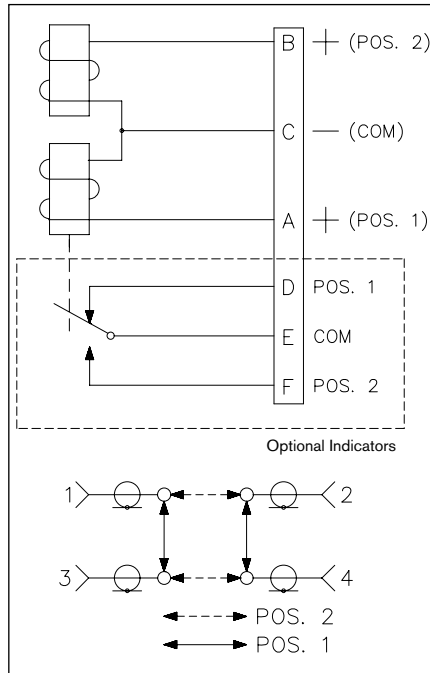 B + (POS. 2)
C — (COM)
A + (POS. 1)
D POS. 1
E COM
F POS. 2
Optional Indicators
1 2
3 4
POS. 2
POS. 1